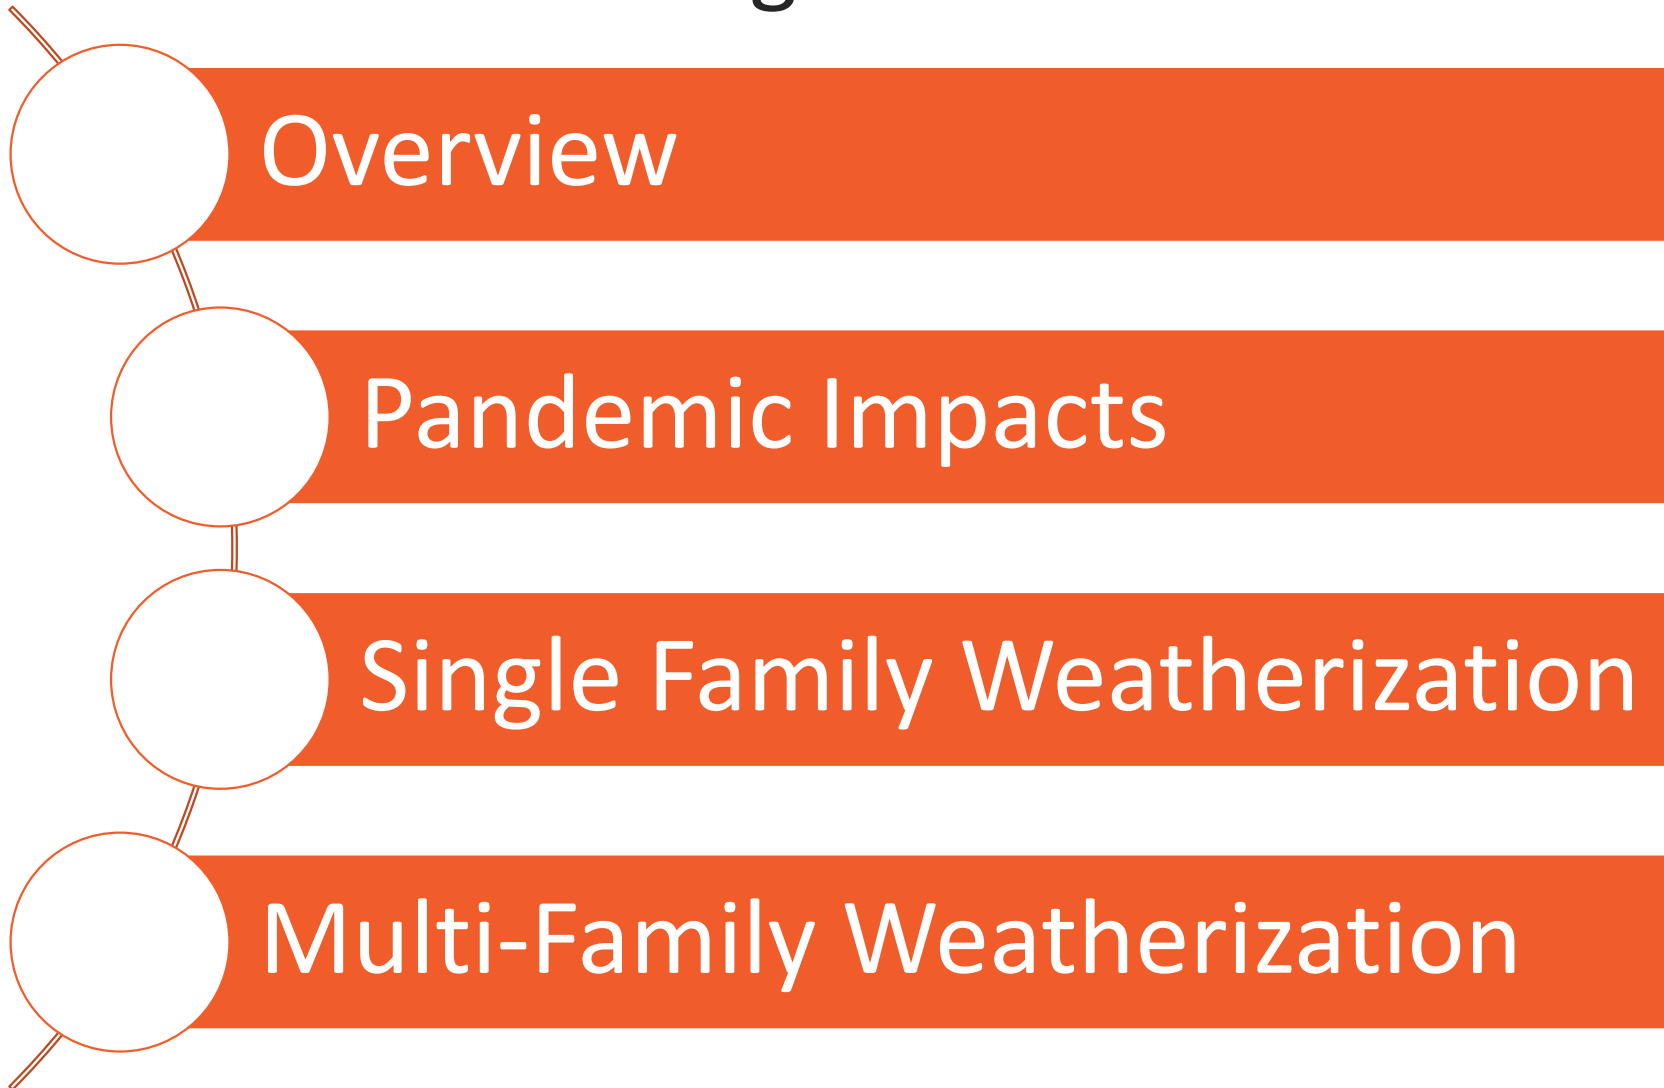 Overview
Pandemic Impacts
Single Family Weatherization
Multi-Family Weatherization